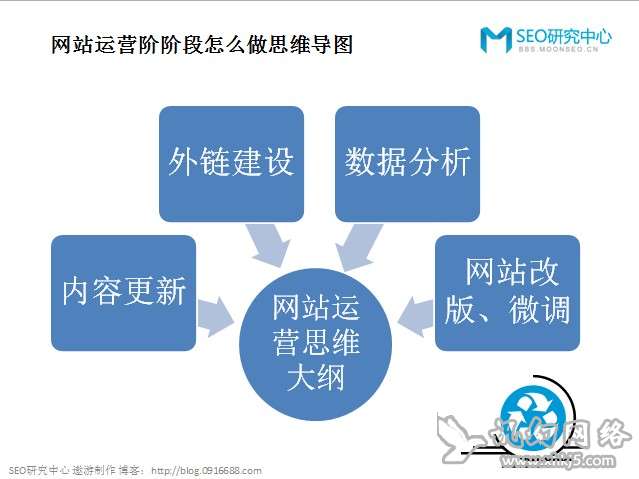 网站运营阶阶段怎么做思维导图
SEO研究中心
BBS.MOONSEO.CN
外链建设
数据分析
内容更新
网站改
版、微调
网站运
营思维
大纲
网络
www.xhkj5.com
SEO研究中心 遨游制作 博客：http://blog.0916688.com